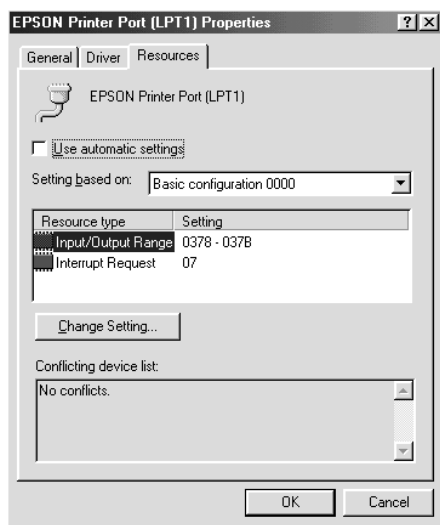 EPSON Printer Port (LPT1) Properties ? ×
General Driver Resources
EPSON Printer Port (LPT1)
Use automatic settings
Setting based on: Basic configuration 0000
Resource type Setting
Input/Output Range 0378 - 037B
Interrupt Request 07
Change Setting...
Conflicting device list:
No conflicts.
OK Cancel